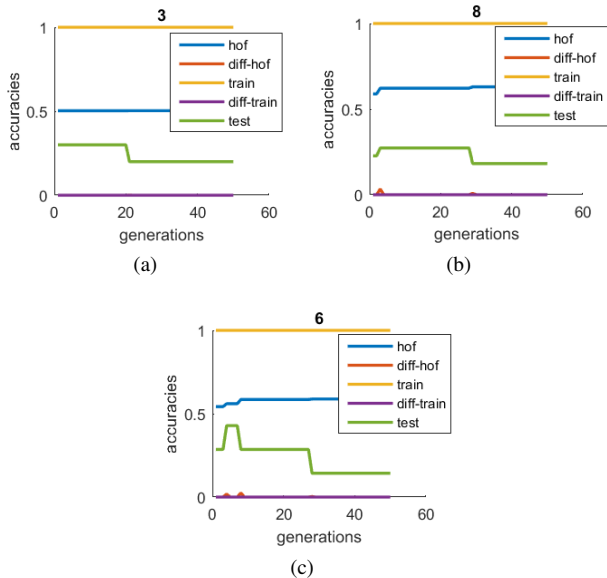 3
1
0.5
0
accuracies
hof
diff-hof
train
diff-train
test
0 20 40 60
generations
(a)
8
1
0.5
0
accuracies
hof
diff-hof
train
diff-train
test
0 20 40 60
generations
(b)
6
1
0.5
0
accuracies
hof
diff-hof
train
diff-train
test
0 20 40 60
generations
(c)